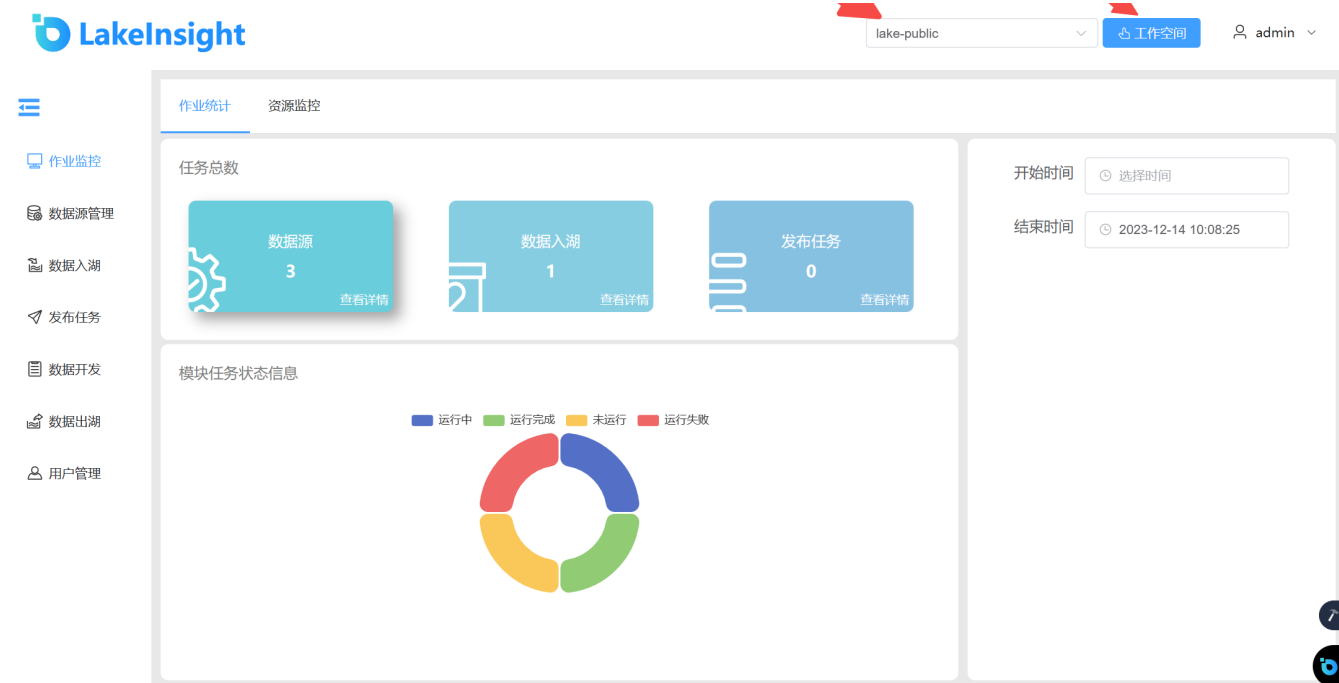 LakeInsight
lake-public
工作空间
admin
作业监控
数据源管理
数据入湖
发布任务
数据开发
数据出湖
用户管理
作业统计 资源监控
任务总数
数据源
3
查看详情
数据入湖
1
查看详情
发布任务
0
查看详情
模块任务状态信息
运行中 运行完成 未运行 运行失败
开始时间 选择时间
结束时间 2023-12-14 10:08:25